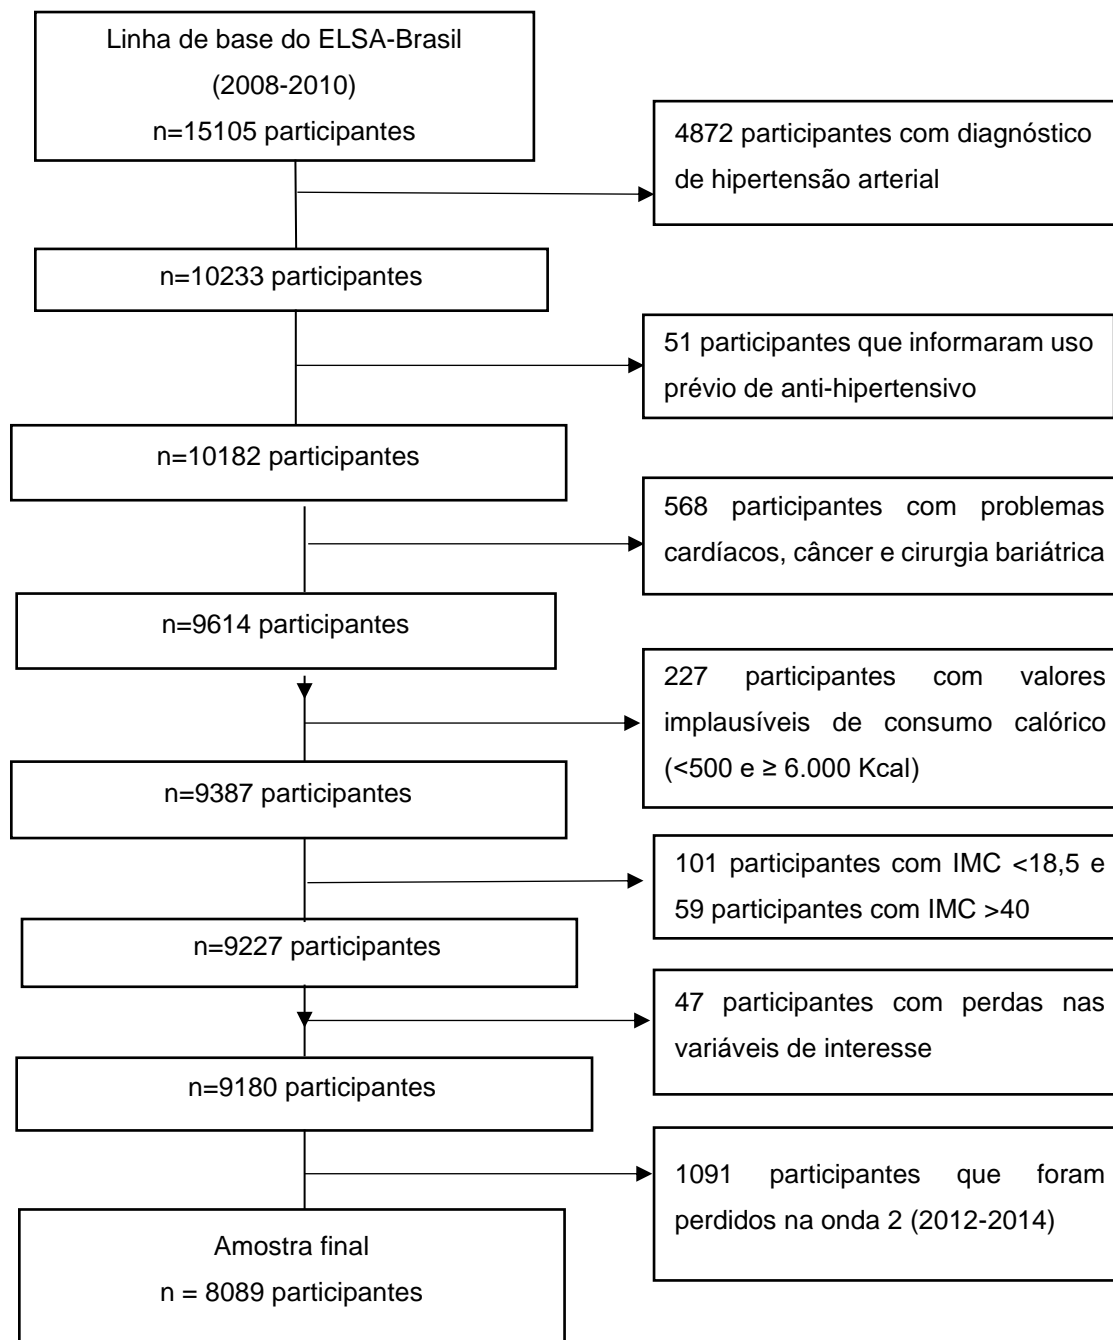 Linha de base do ELSA-Brasil
(2008-2010)
n=15105 participantes
4872 participantes com diagnóstico
de hipertensão arterial
n=10233 participantes
51 participantes que informaram uso
prévio de anti-hipertensivo
n=10182 participantes
568 participantes com problemas
cardíacos, câncer e cirurgia bariátrica
n=9614 participantes
227 participantes com valores
implausíveis de consumo calórico
(<500 e ≥ 6.000 Kcal)
n=9387 participantes
101 participantes com IMC <18,5 e
59 participantes com IMC >40
n=9227 participantes
47 participantes com perdas nas
variáveis de interesse
n=9180 participantes
1091 participantes que foram
perdidos na onda 2 (2012-2014)
Amostra final
n = 8089 participantes